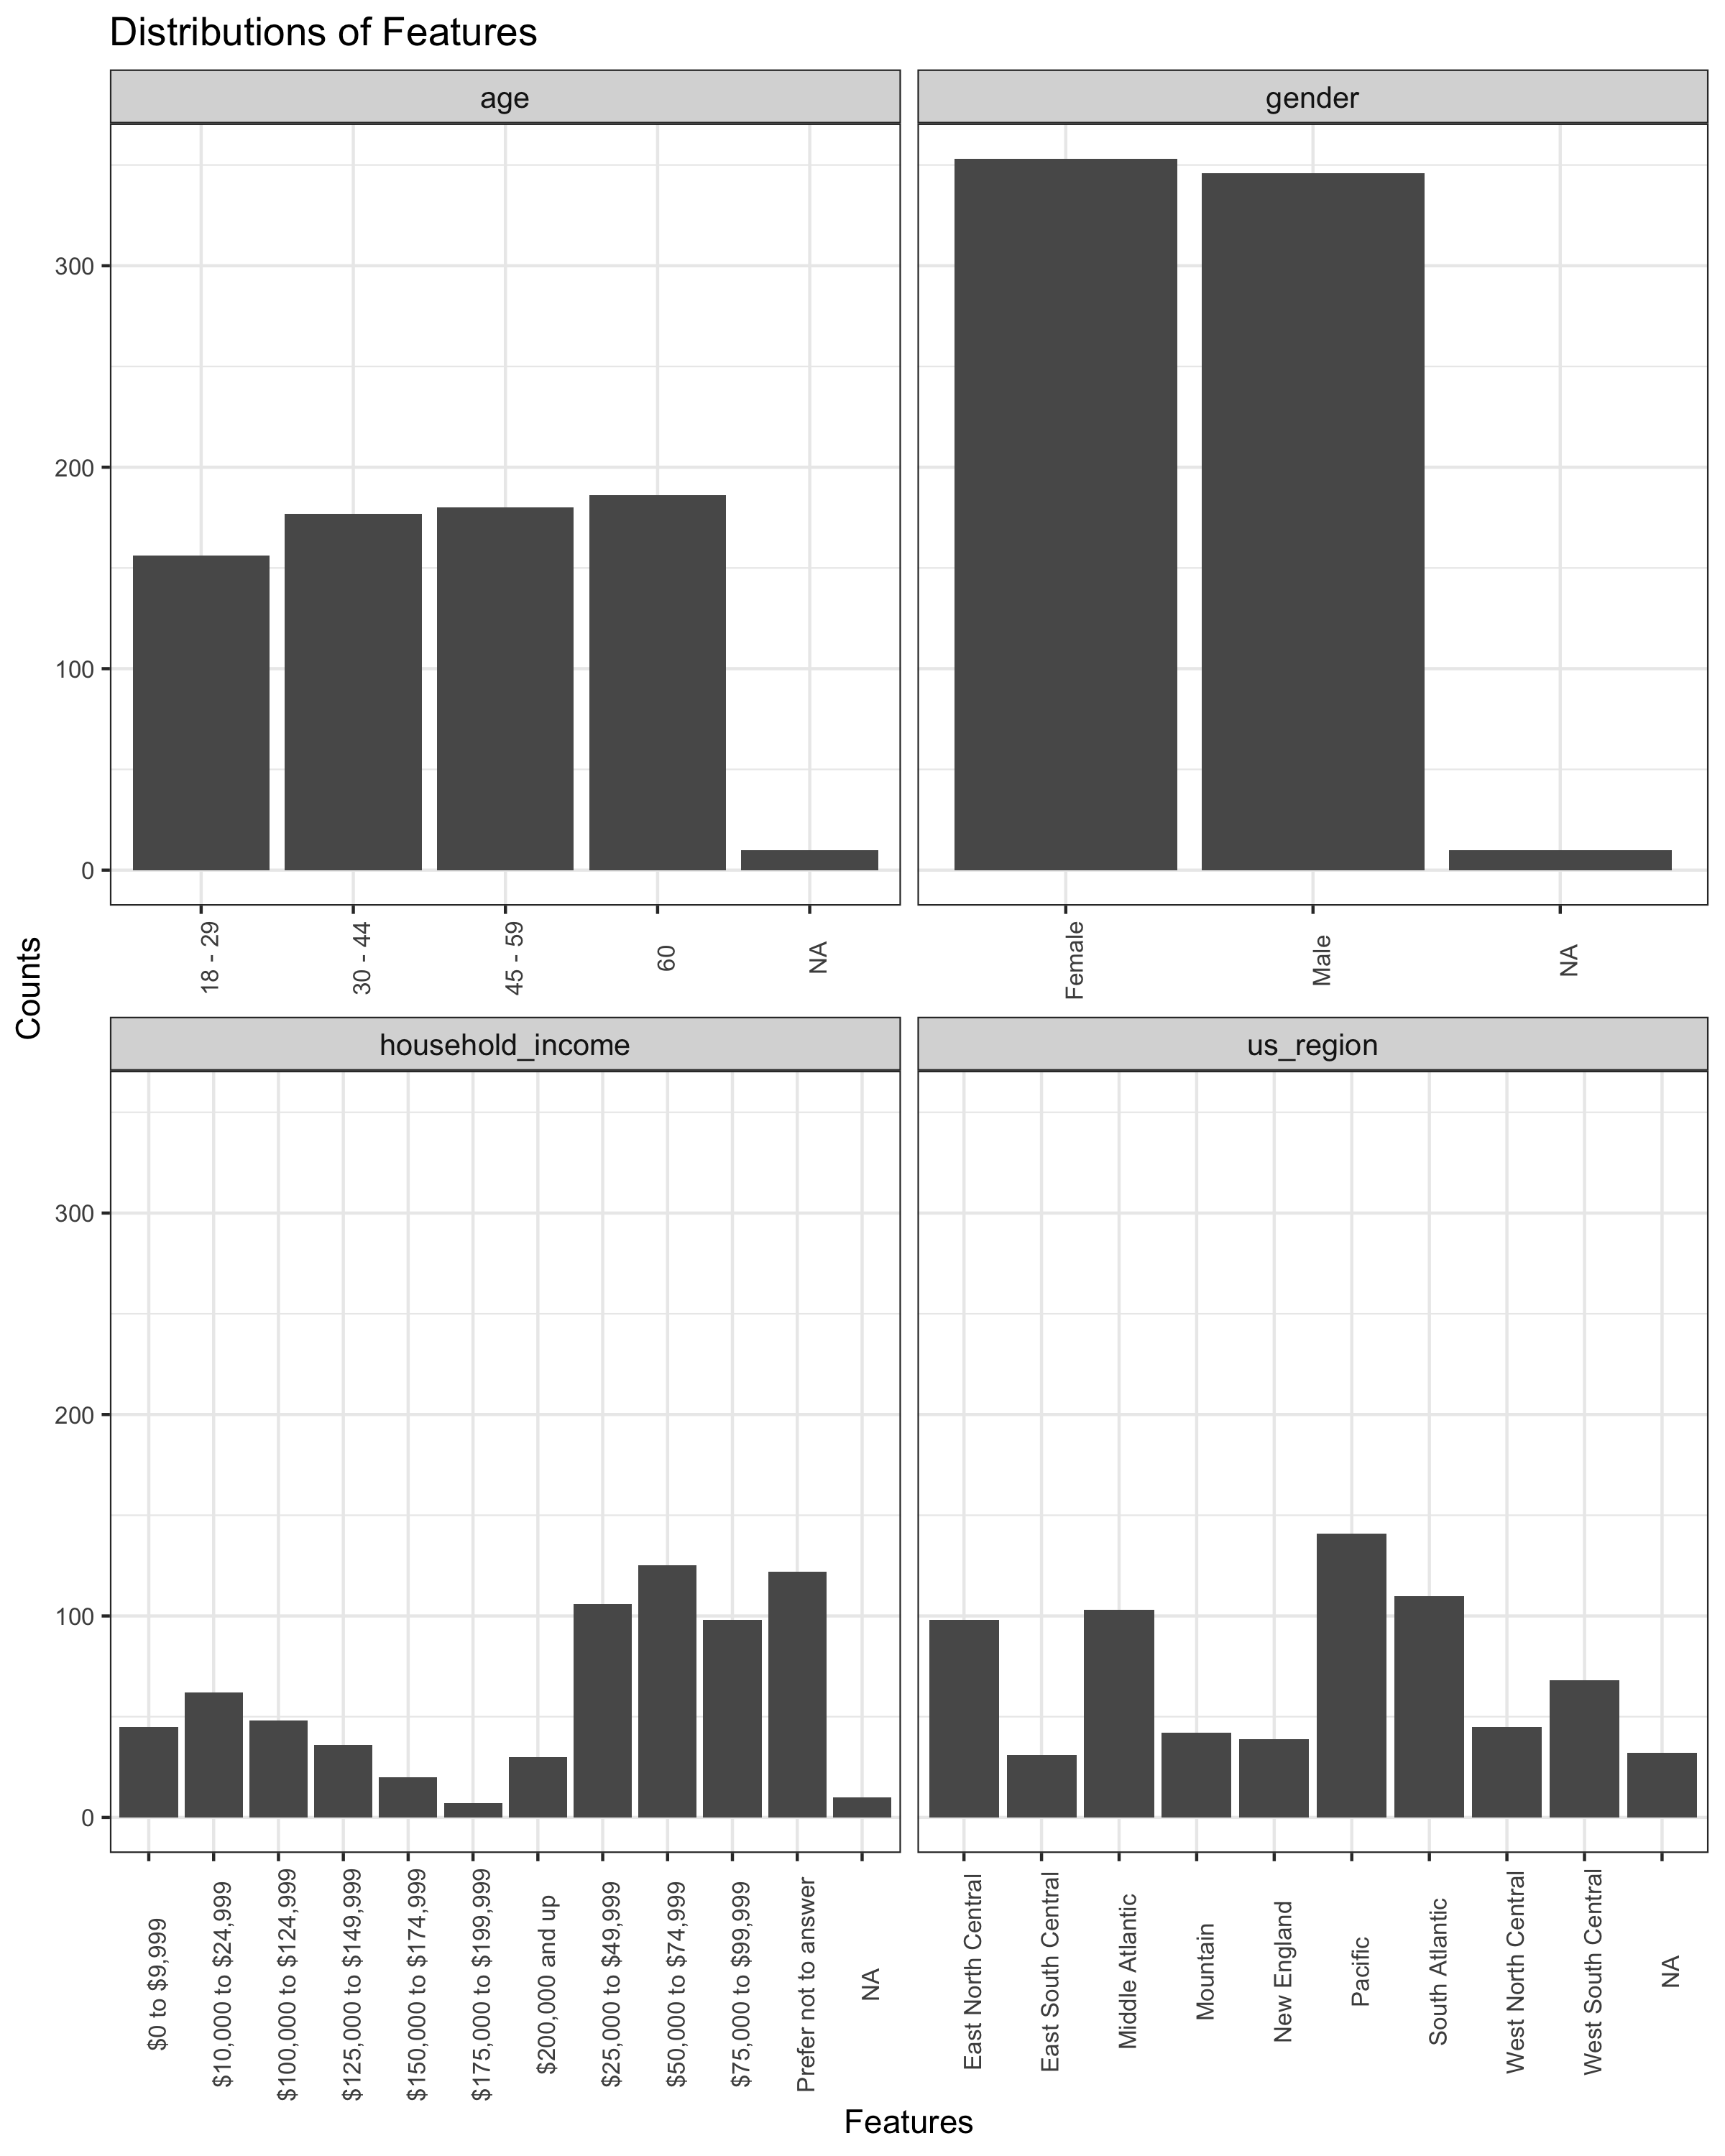 Distributions of Features
age
gender
300
200
100
0
18 - 29
30 - 44
45 - 59
60
NA
Female
Male
NA
Counts
household_income
us_region
300
200
100
0
$0 to $9,999
$10,000 to $24,999
$100,000 to $124,999
$125,000 to $149,999
$150,000 to $174,999
$175,000 to $199,999
$200,000 and up
$25,000 to $49,999
$50,000 to $74,999
$75,000 to $99,999
Prefer not to answer
NA
East North Central
East South Central
Middle Atlantic
Mountain
New England
Pacific
South Atlantic
West North Central
West South Central
NA
Features